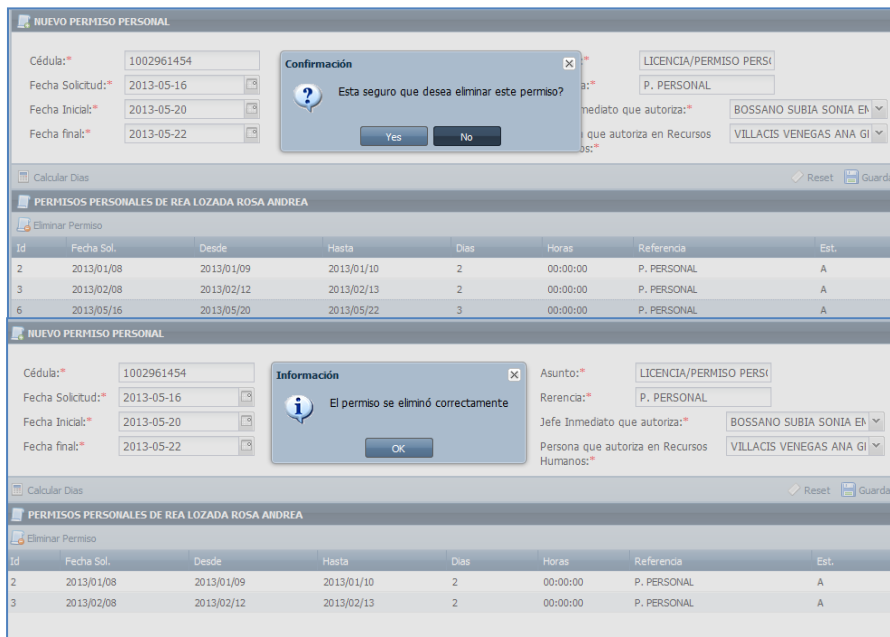 NUEVO PERMISO PERSONAL
Cédula:* 1002961454 LICENCIA/PERMISO PERS(
Fecha Solicitud:* 2013-05-16 a:* P. PERSONAL
Fecha Inicial:* 2013-05-20 nmediato que autoriza:* BOSSANO SUBIA SONIA EN
Fecha final:* 2013-05-22 que autoriza en Recursos VILLACIS VENEGAS ANA GI
os:*
Confirmación
Esta seguro que desea eliminar este permiso?
Yes No
Calcular Dias Reset Guarda
PERMISOS PERSONALES DE REA LOZADA ROSA ANDREA
Eliminar Permiso
Id Fecha Sol. Desde Hasta Dias Horas Referencia Est.
2 2013/01/08 2013/01/09 2013/01/10 2 00:00:00 P. PERSONAL A
3 2013/02/08 2013/02/12 2013/02/13 2 00:00:00 P. PERSONAL A
6 2013/05/16 2013/05/20 2013/05/22 3 00:00:00 P. PERSONAL A
NUEVO PERMISO PERSONAL
Cédula:* 1002961454 Asunto:* LICENCIA/PERMISO PERS(
Fecha Solicitud:* 2013-05-16 Rerencia:* P. PERSONAL
Fecha Inicial:* 2013-05-20 Jefe Inmediato que autoriza:* BOSSANO SUBIA SONIA EN
Fecha final:* 2013-05-22 Persona que autoriza en Recursos VILLACIS VENEGAS ANA GI
Humanos:*
Información
El permiso se eliminó correctamente
OK
Calcular Dias Reset Guarda
PERMISOS PERSONALES DE REA LOZADA ROSA ANDREA
Eliminar Permiso
Id Fecha Sol. Desde Hasta Dias Horas Referencia Est.
2 2013/01/08 2013/01/09 2013/01/10 2 00:00:00 P. PERSONAL A
3 2013/02/08 2013/02/12 2013/02/13 2 00:00:00 P. PERSONAL A